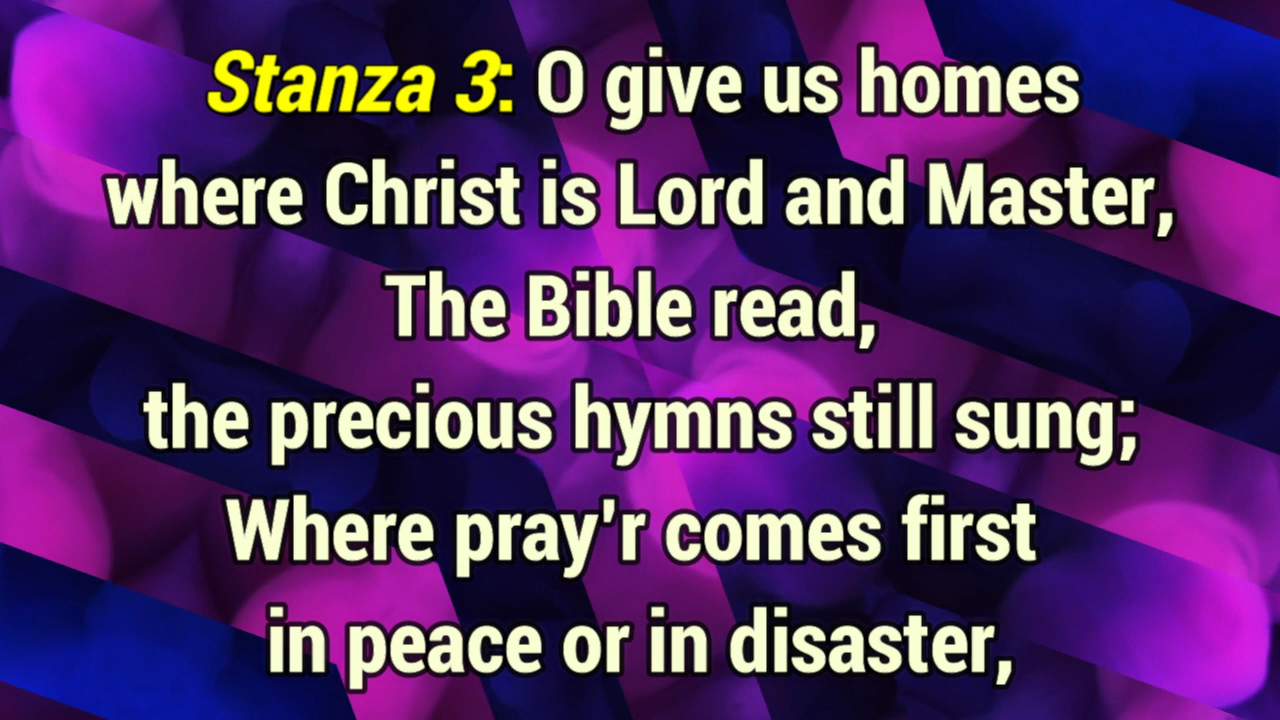 Stanza 3: O give us homes
where Christ is Lord and Master,
The Bible read,
the precious hymns still sung;
Where pray'r comes first
in peace or in disaster,